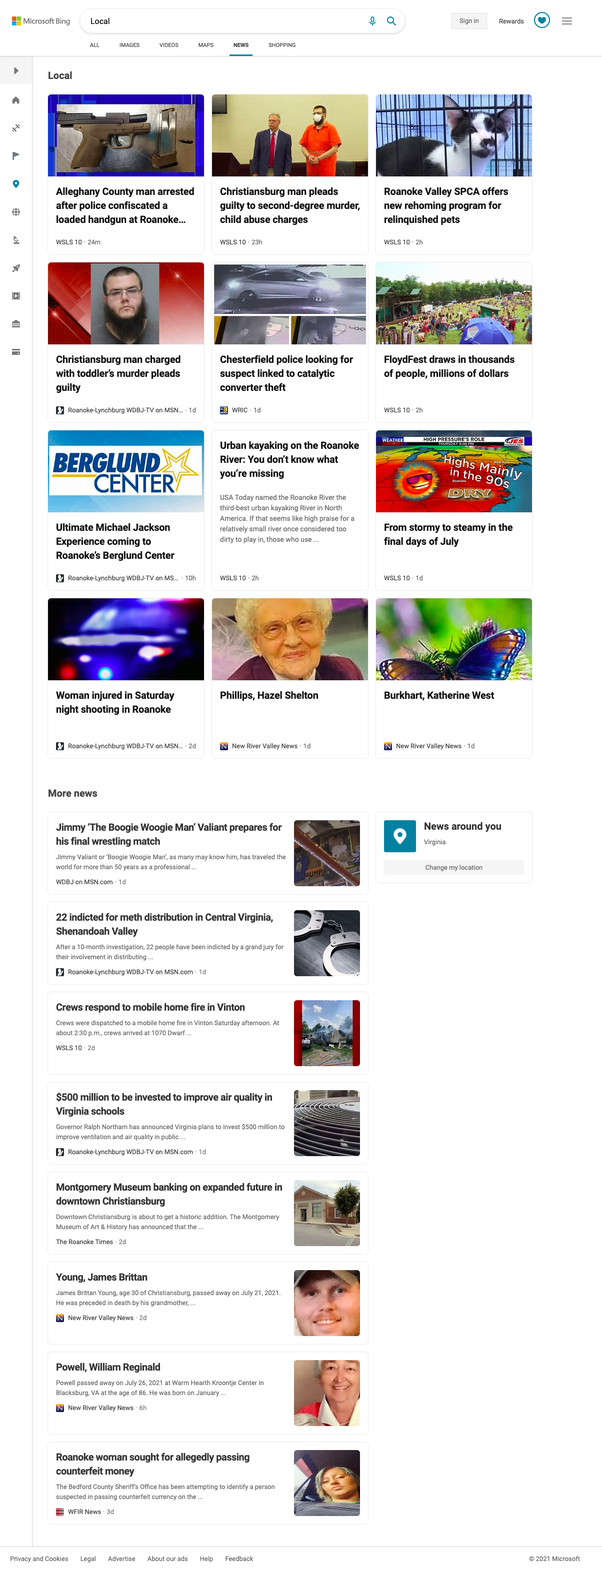 Microsoft Bing
Local
Sign in
Rewards
ALL
IMAGES
VIDEOS
MAPS
NEWS
SHOPPING
Local
Alleghany County man arrested
after police confiscated a
loaded handgun at Roanoke...
WSLS 10 · 24m
Christiansburg man pleads
guilty to second-degree murder,
child abuse charges
WSLS 10 · 23h
Roanoke Valley SPCA offers
new rehoming program for
relinquished pets
WSLS 10 · 2h
Christiansburg man charged
with toddler's murder pleads
guilty
Roanoke-Lynchburg WDBJ-TV on MSN... · 1d
Chesterfield police looking for
suspect linked to catalytic
converter theft
WRIC · 1d
FloydFest draws in thousands
of people, millions of dollars
WSLS 10 · 2h
BERGLUND
CENTER
Ultimate Michael Jackson
Experience coming to
Roanoke's Berglund Center
Roanoke-Lynchburg WDBJ-TV on MS... · 10h
Urban kayaking on the Roanoke
River: You don't know what
you're missing
USA Today named the Roanoke River the
third-best urban kayaking River in North
America. If that seems like high praise for a
relatively small river once considered too
dirty to play in, those who use ...
WSLS 10 · 2h
WEATHER
HIGH PRESSURE'S ROLE
Highs Mainly
in the 90s
DRY
From stormy to steamy in the
final days of July
WSLS 10 · 1d
Woman injured in Saturday
night shooting in Roanoke
Roanoke-Lynchburg WDBJ-TV on MSN... · 2d
Phillips, Hazel Shelton
New River Valley News · 1d
Burkhart, Katherine West
New River Valley News · 1d
More news
Jimmy 'The Boogie Woogie Man' Valiant prepares for
his final wrestling match
Jimmy Valiant or 'Boogie Woogie Man', as many may know him, has traveled the
world for more than 50 years as a professional ...
WDBJ on MSN.com · 1d
News around you
Virginia
Change my location
22 indicted for meth distribution in Central Virginia,
Shenandoah Valley
After a 10-month investigation, 22 people have been indicted by a grand jury for
their involvement in distributing ...
Roanoke-Lynchburg WDBJ-TV on MSN.com · 1d
Crews respond to mobile home fire in Vinton
Crews were dispatched to a mobile home fire in Vinton Saturday afternoon. At
about 2:30 p.m., crews arrived at 1070 Dwarf ...
WSLS 10 · 2d
$500 million to be invested to improve air quality in
Virginia schools
Governor Ralph Northam has announced Virginia plans to invest $500 million to
improve ventilation and air quality in public ...
Roanoke-Lynchburg WDBJ-TV on MSN.com · 1d
Montgomery Museum banking on expanded future in
downtown Christiansburg
Downtown Christiansburg is about to get a historic addition. The Montgomery
Museum of Art & History has announced that the ...
The Roanoke Times · 2d
Young, James Brittan
James Brittan Young, age 30 of Christiansburg, passed away on July 21, 2021.
He was preceded in death by his grandmother, ...
New River Valley News · 2d
Powell, William Reginald
Powell passed away on July 26, 2021 at Warm Hearth Kroontje Center in
Blacksburg, VA at the age of 86. He was born on January ...
New River Valley News · 6h
Roanoke woman sought for allegedly passing
counterfeit money
The Bedford County Sheriff's Office has been attempting to identify a person
suspected in passing counterfeit currency on the ...
WFIR News · 3d
Privacy and Cookies
Legal
Advertise
About our ads
Help
Feedback
© 2021 Microsoft